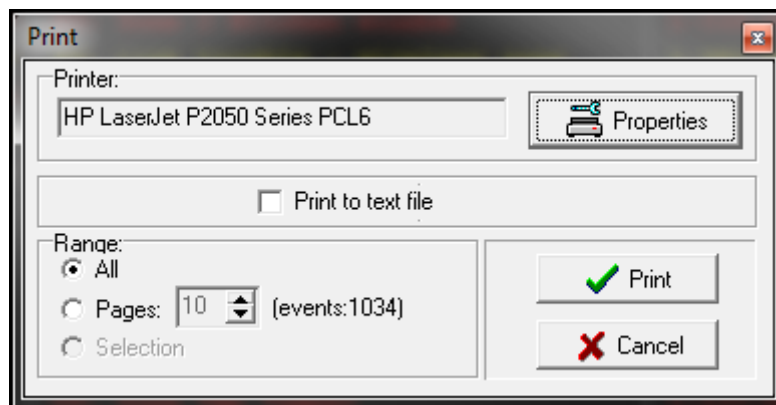 Print
Printer:
HP LaserJet P2050 Series PCL6
Properties
Print to text file
Range:
All
Pages: 10 (events:1034)
Selection
Print
Cancel